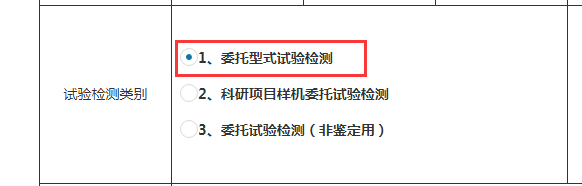 试验检测类别
1、委托型式试验检测
2、科研项目样机委托试验检测
3、委托试验检测（非鉴定用）